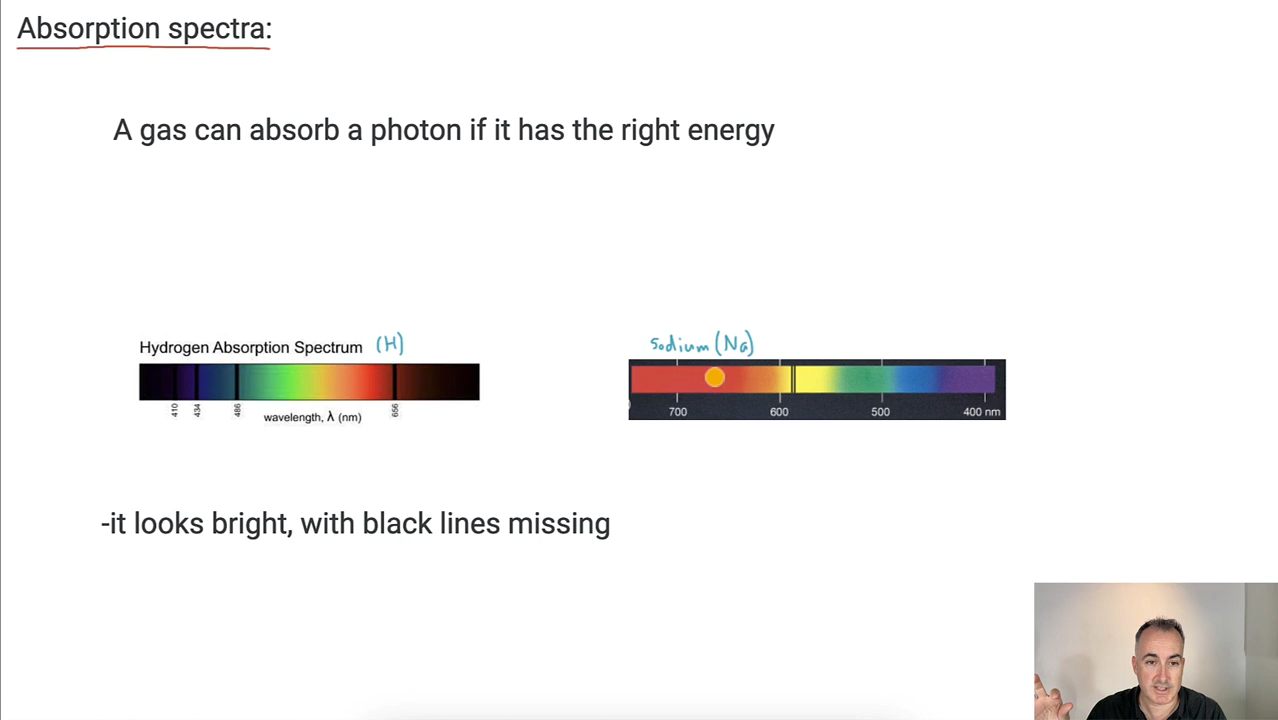 Absorption spectra:
A gas can absorb a photon if it has the right energy
Hydrogen Absorption Spectrum (H)
410 434 486 656
wavelength, λ (nm)
Sodium (Na)
700 600 500 400 nm
-it looks bright, with black lines missing